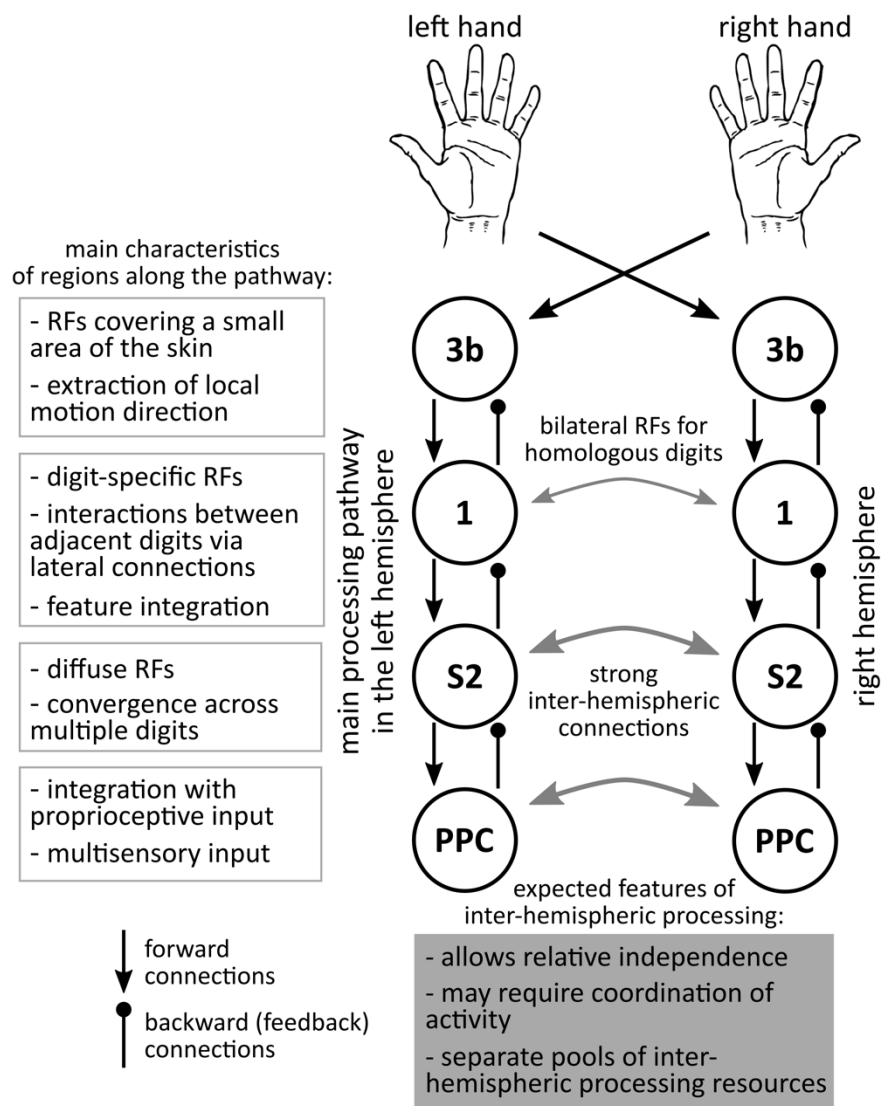 left hand
right hand
main characteristics
of regions along the pathway:
- RFs covering a small
area of the skin
- extraction of local
motion direction
- digit-specific RFs
- interactions between
adjacent digits via
lateral connections
- feature integration
- diffuse RFs
- convergence across
multiple digits
- integration with
proprioceptive input
- multisensory input
main processing pathway
in the left hemisphere
3b
1
S2
PPC
bilateral RFs for
homologous digits
strong
inter-hemispheric
connections
3b
1
S2
PPC
right hemisphere
forward
connections
backward (feedback)
connections
expected features of
inter-hemispheric processing:
- allows relative independence
- may require coordination of
activity
- separate pools of inter-
hemispheric processing resources